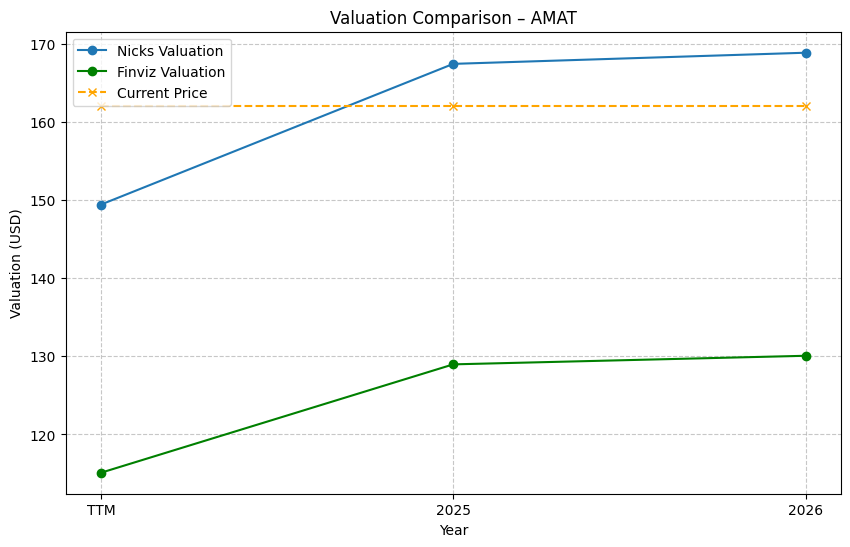 Valuation Comparison – AMAT
Nicks Valuation
Finviz Valuation
Current Price
Valuation (USD)
170
160
150
140
130
120
TTM
2025
2026
Year